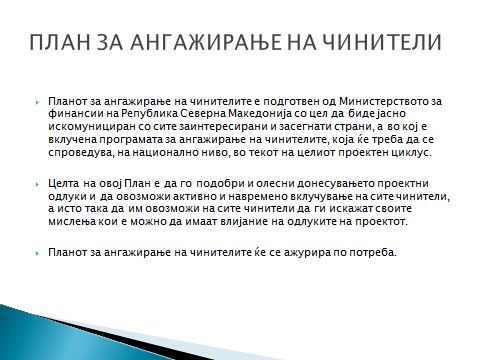 ПЛАН ЗА АНГАЖИРАЊЕ НА ЧИНИТЕЛИ
Планот за ангажирање на чинителите е подготвен од Министерството за
финансии на Република Северна Македонија со цел да биде јасно
искомунициран со сите заинтересирани и засегнати страни, а во кој е
вклучена програмата за ангажирање на чинителите, која ќе треба да се
спроведува, на национално ниво, во текот на целиот проектен циклус.
Целта на овој План е да го подобри и олесни донесувањето проектни
одлуки и да овозможи активно и навремено вклучување на сите чинители,
а исто така да им овозможи на сите чинители да ги искажат своите
мислења кои е можно да имаат влијание на одлуките на проектот.
Планот за ангажирање на чинителите ќе се ажурира по потреба.